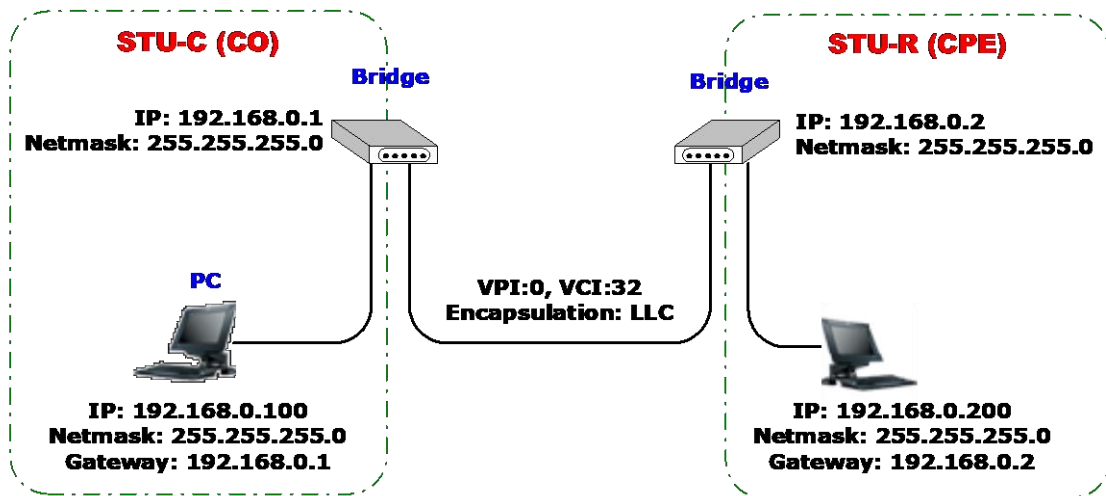 STU-C (CO)
Bridge
IP: 192.168.0.1
Netmask: 255.255.255.0
PC
IP: 192.168.0.100
Netmask: 255.255.255.0
Gateway: 192.168.0.1
VPI:0, VCI:32
Encapsulation: LLC
STU-R (CPE)
Bridge
IP: 192.168.0.2
Netmask: 255.255.255.0
IP: 192.168.0.200
Netmask: 255.255.255.0
Gateway: 192.168.0.2